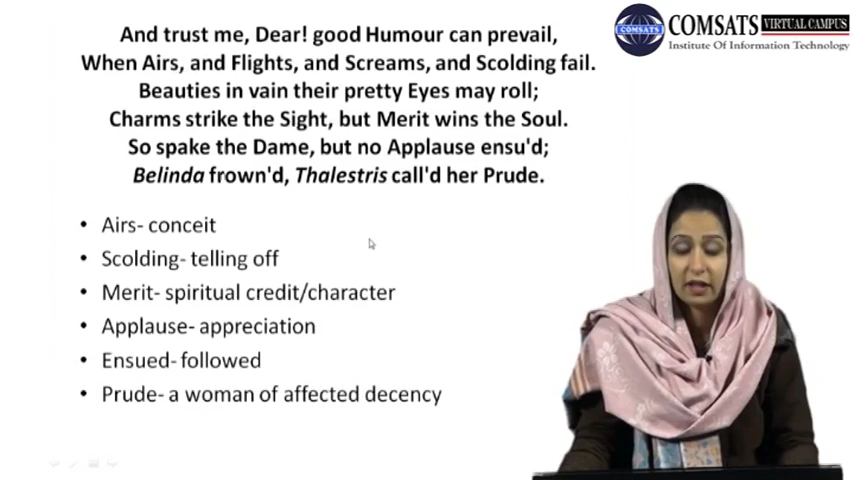 And trust me, Dear! good Humour can prevail,
When Airs, and Flights, and Screams, and Scolding fail.
Beauties in vain their pretty Eyes may roll;
Charms strike the Sight, but Merit wins the Soul.
So spake the Dame, but no Applause ensu'd;
Belinda frown'd, Thalestris call'd her Prude.
COMSATS
COMSATS VIRTUAL CAMPUS
Institute Of Information Technology
• Airs- conceit
• Scolding- telling off
• Merit- spiritual credit/character
• Applause- appreciation
• Ensued- followed
• Prude- a woman of affected decency